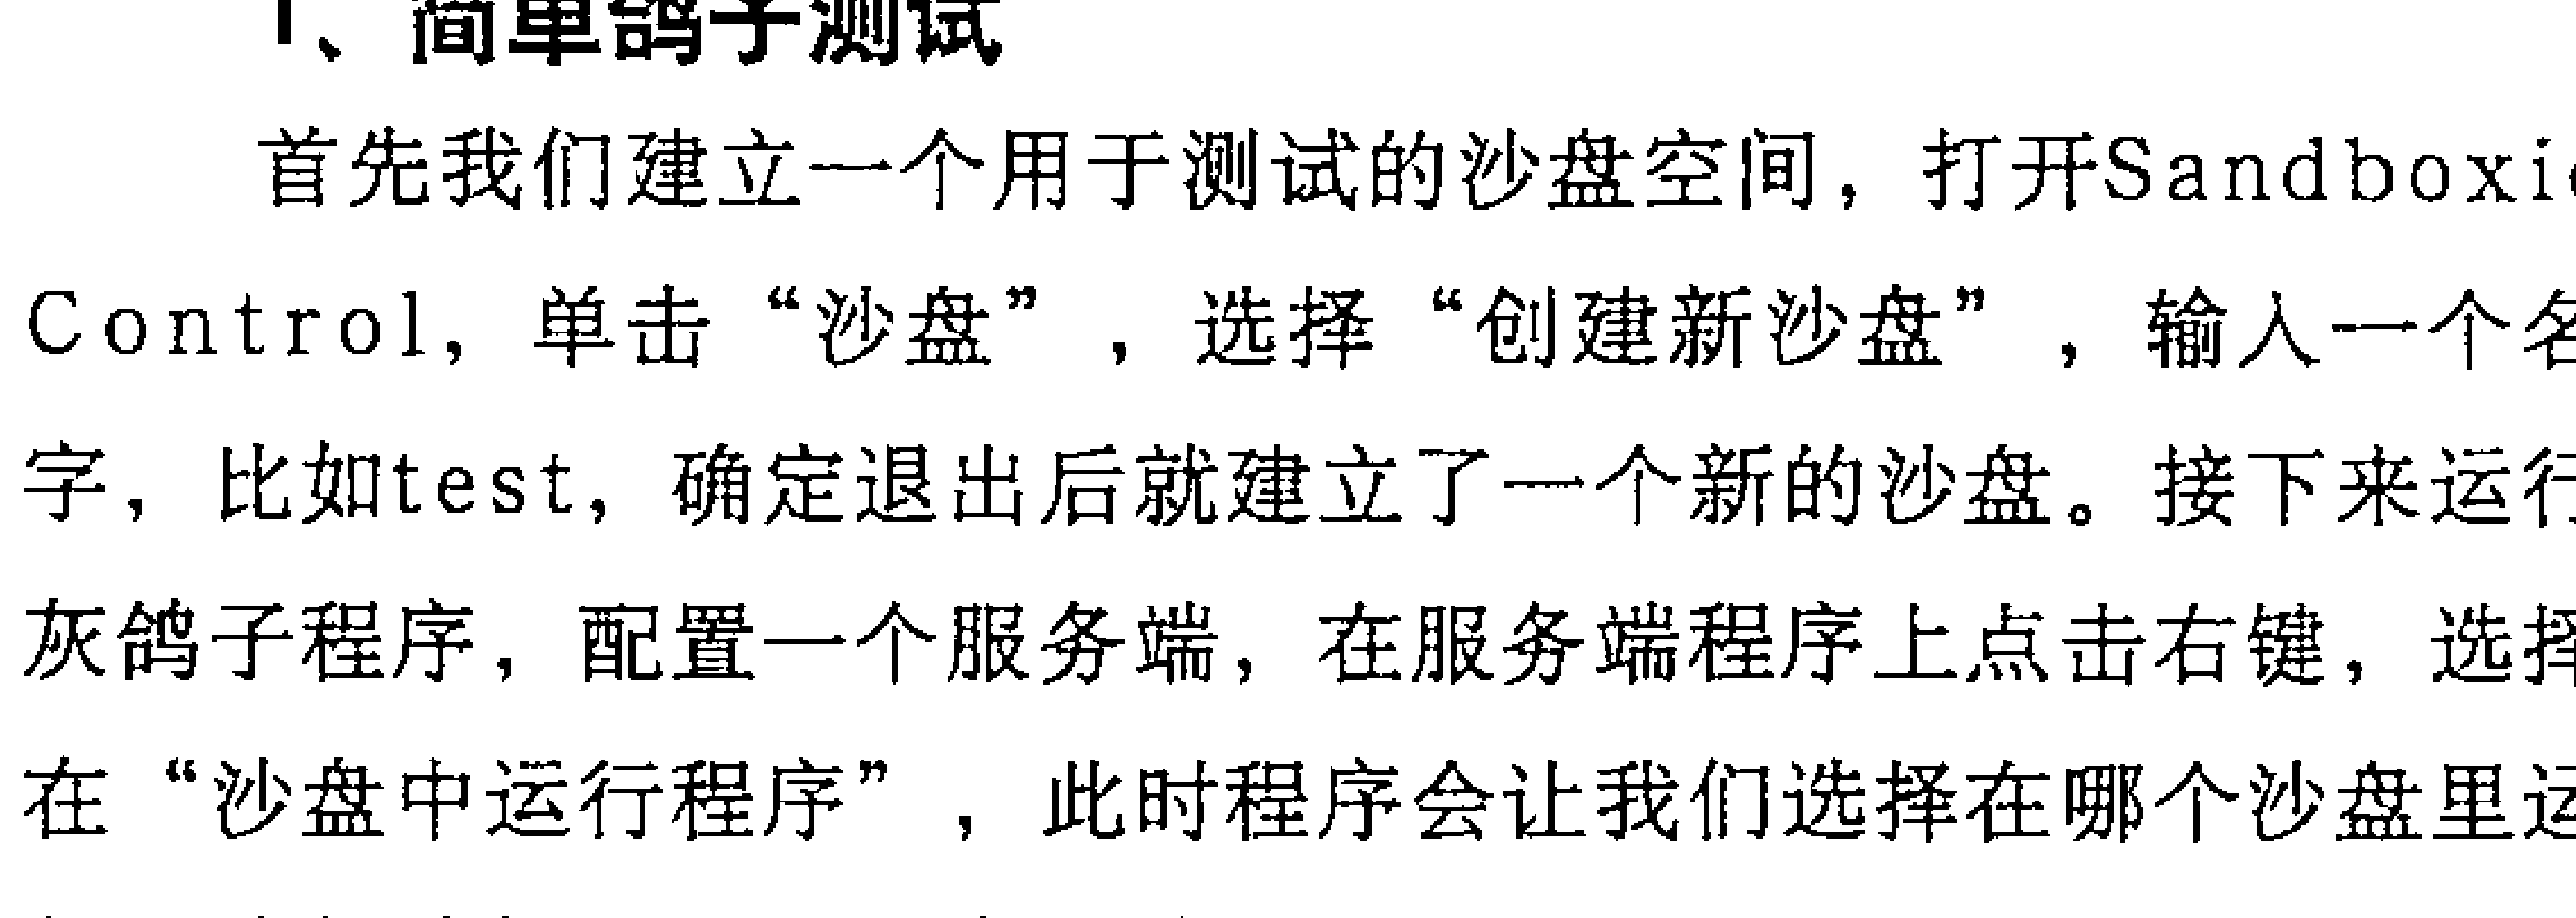 1、简单鸽子测试
首先我们建立一个用于测试的沙盘空间，打开Sandboxie
Control，单击“沙盘”，选择“创建新沙盘”，输入一个名
字，比如test，确定退出后就建立了一个新的沙盘。接下来运行
灰鸽子程序，配置一个服务端，在服务端程序上点击右键，选择
在“沙盘中运行程序”，此时程序会让我们选择在哪个沙盘里运